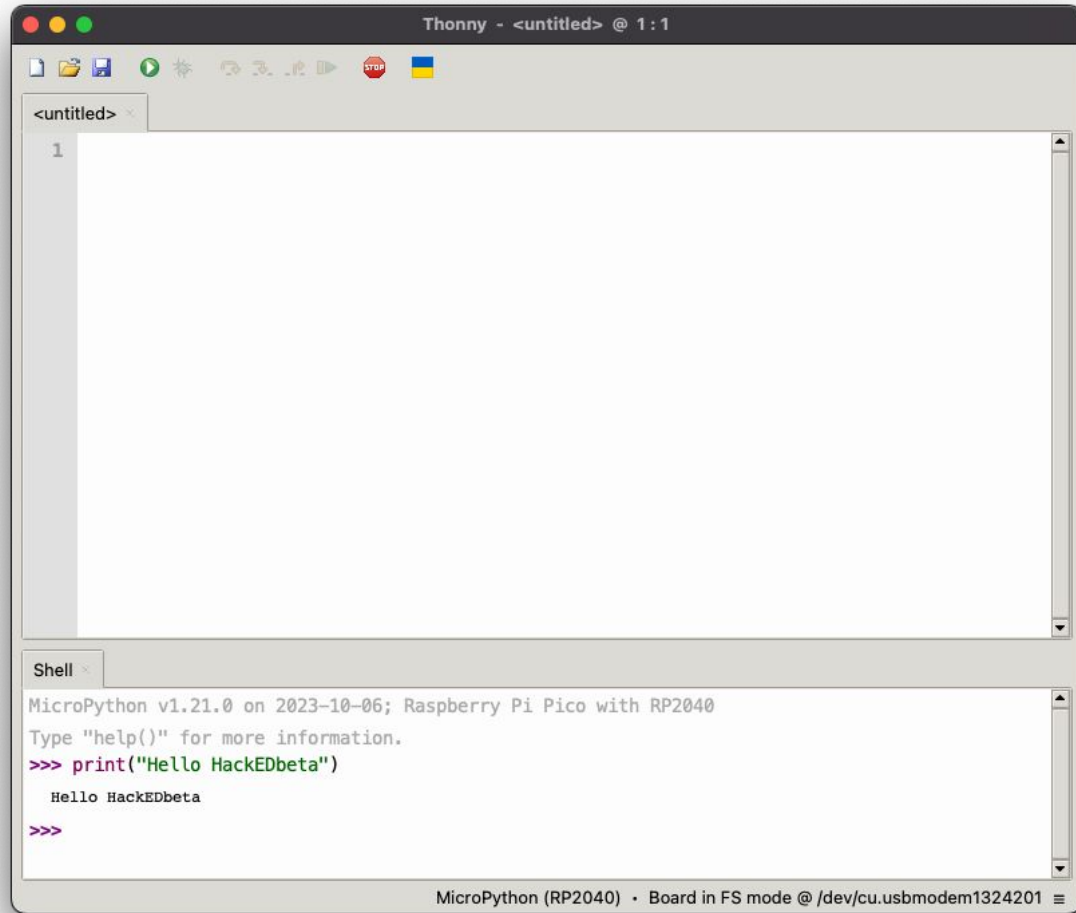 Thonny - <untitled> @ 1:1
STOP
<untitled>
1
Shell
MicroPython v1.21.0 on 2023-10-06; Raspberry Pi Pico with RP2040
Type "help()" for more information.
>>> print("Hello HackEDbeta")
Hello HackEDbeta
>>>
MicroPython (RP2040) • Board in FS mode @ /dev/cu.usbmodem1324201 ≡